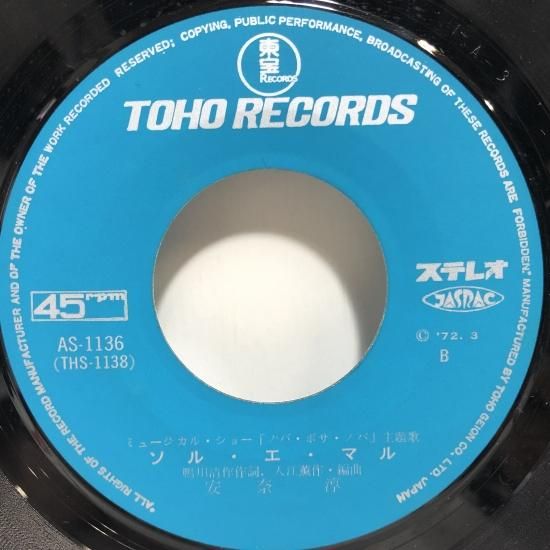 *ALL RIGHTS OF THE RECORD MANUFACTURER AND OF THE OWNER OF THE WORK RECORDED RESERVED; COPYING, PUBLIC PERFORMANCE, BROADCASTING OF THESE RECORDS ARE FORBIDDEN. MANUFACTURED BY TOHO GEION CO., LTD. JAPAN
1-A-3
東宝
RECORDS
TOHO RECORDS
45rpm
ステレオ
JASRAC
AS-1136
(THS-1138)
Ⓒ '72. 3
B
ミュージカル・ショー『ノバ・ボサ・ノバ』主題歌
ソル・エ・マル
鴨川清作作詞、入江薫作・編曲
安奈淳